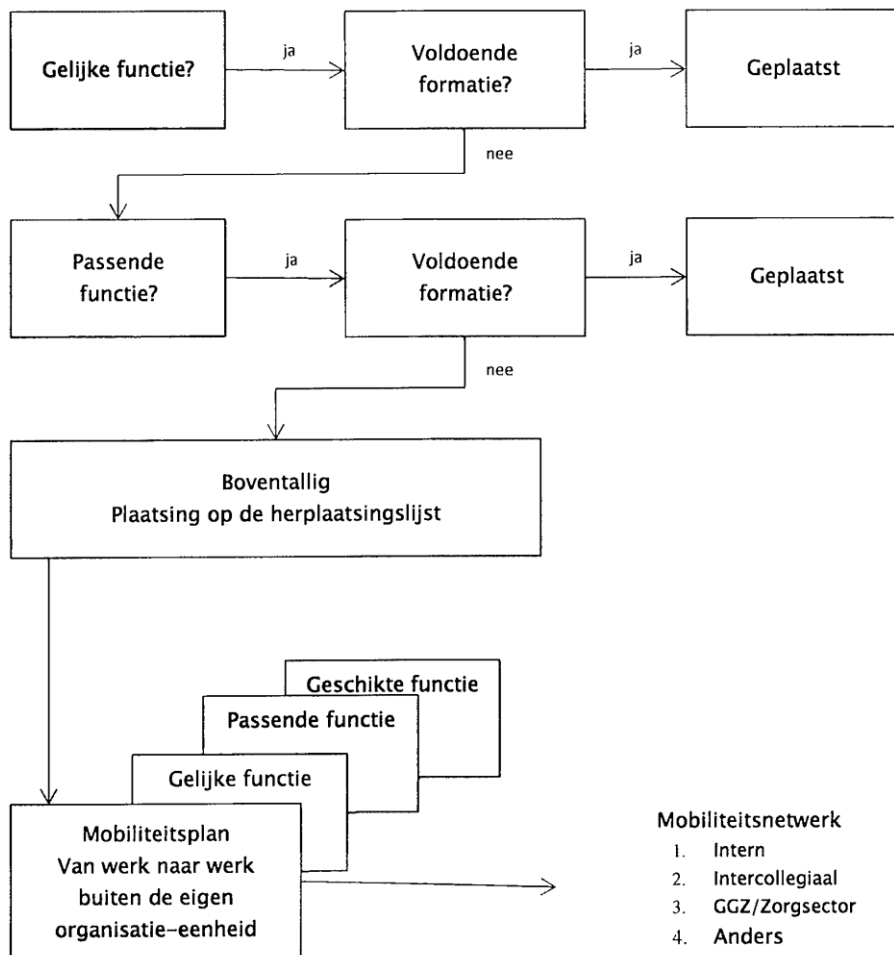 Gelijke functie?
ja
Voldoende
formatie?
ja
Geplaatst
nee
Passende
functie?
ja
Voldoende
formatie?
ja
Geplaatst
nee
Boventallig
Plaatsing op de herplaatsingslijst
Geschikte functie
Passende functie
Gelijke functie
Mobiliteitsplan
Van werk naar werk
buiten de eigen
organisatie-eenheid
Mobiliteitsnetwerk
1. Intern
2. Intercollegiaal
3. GGZ/Zorgsector
4. Anders